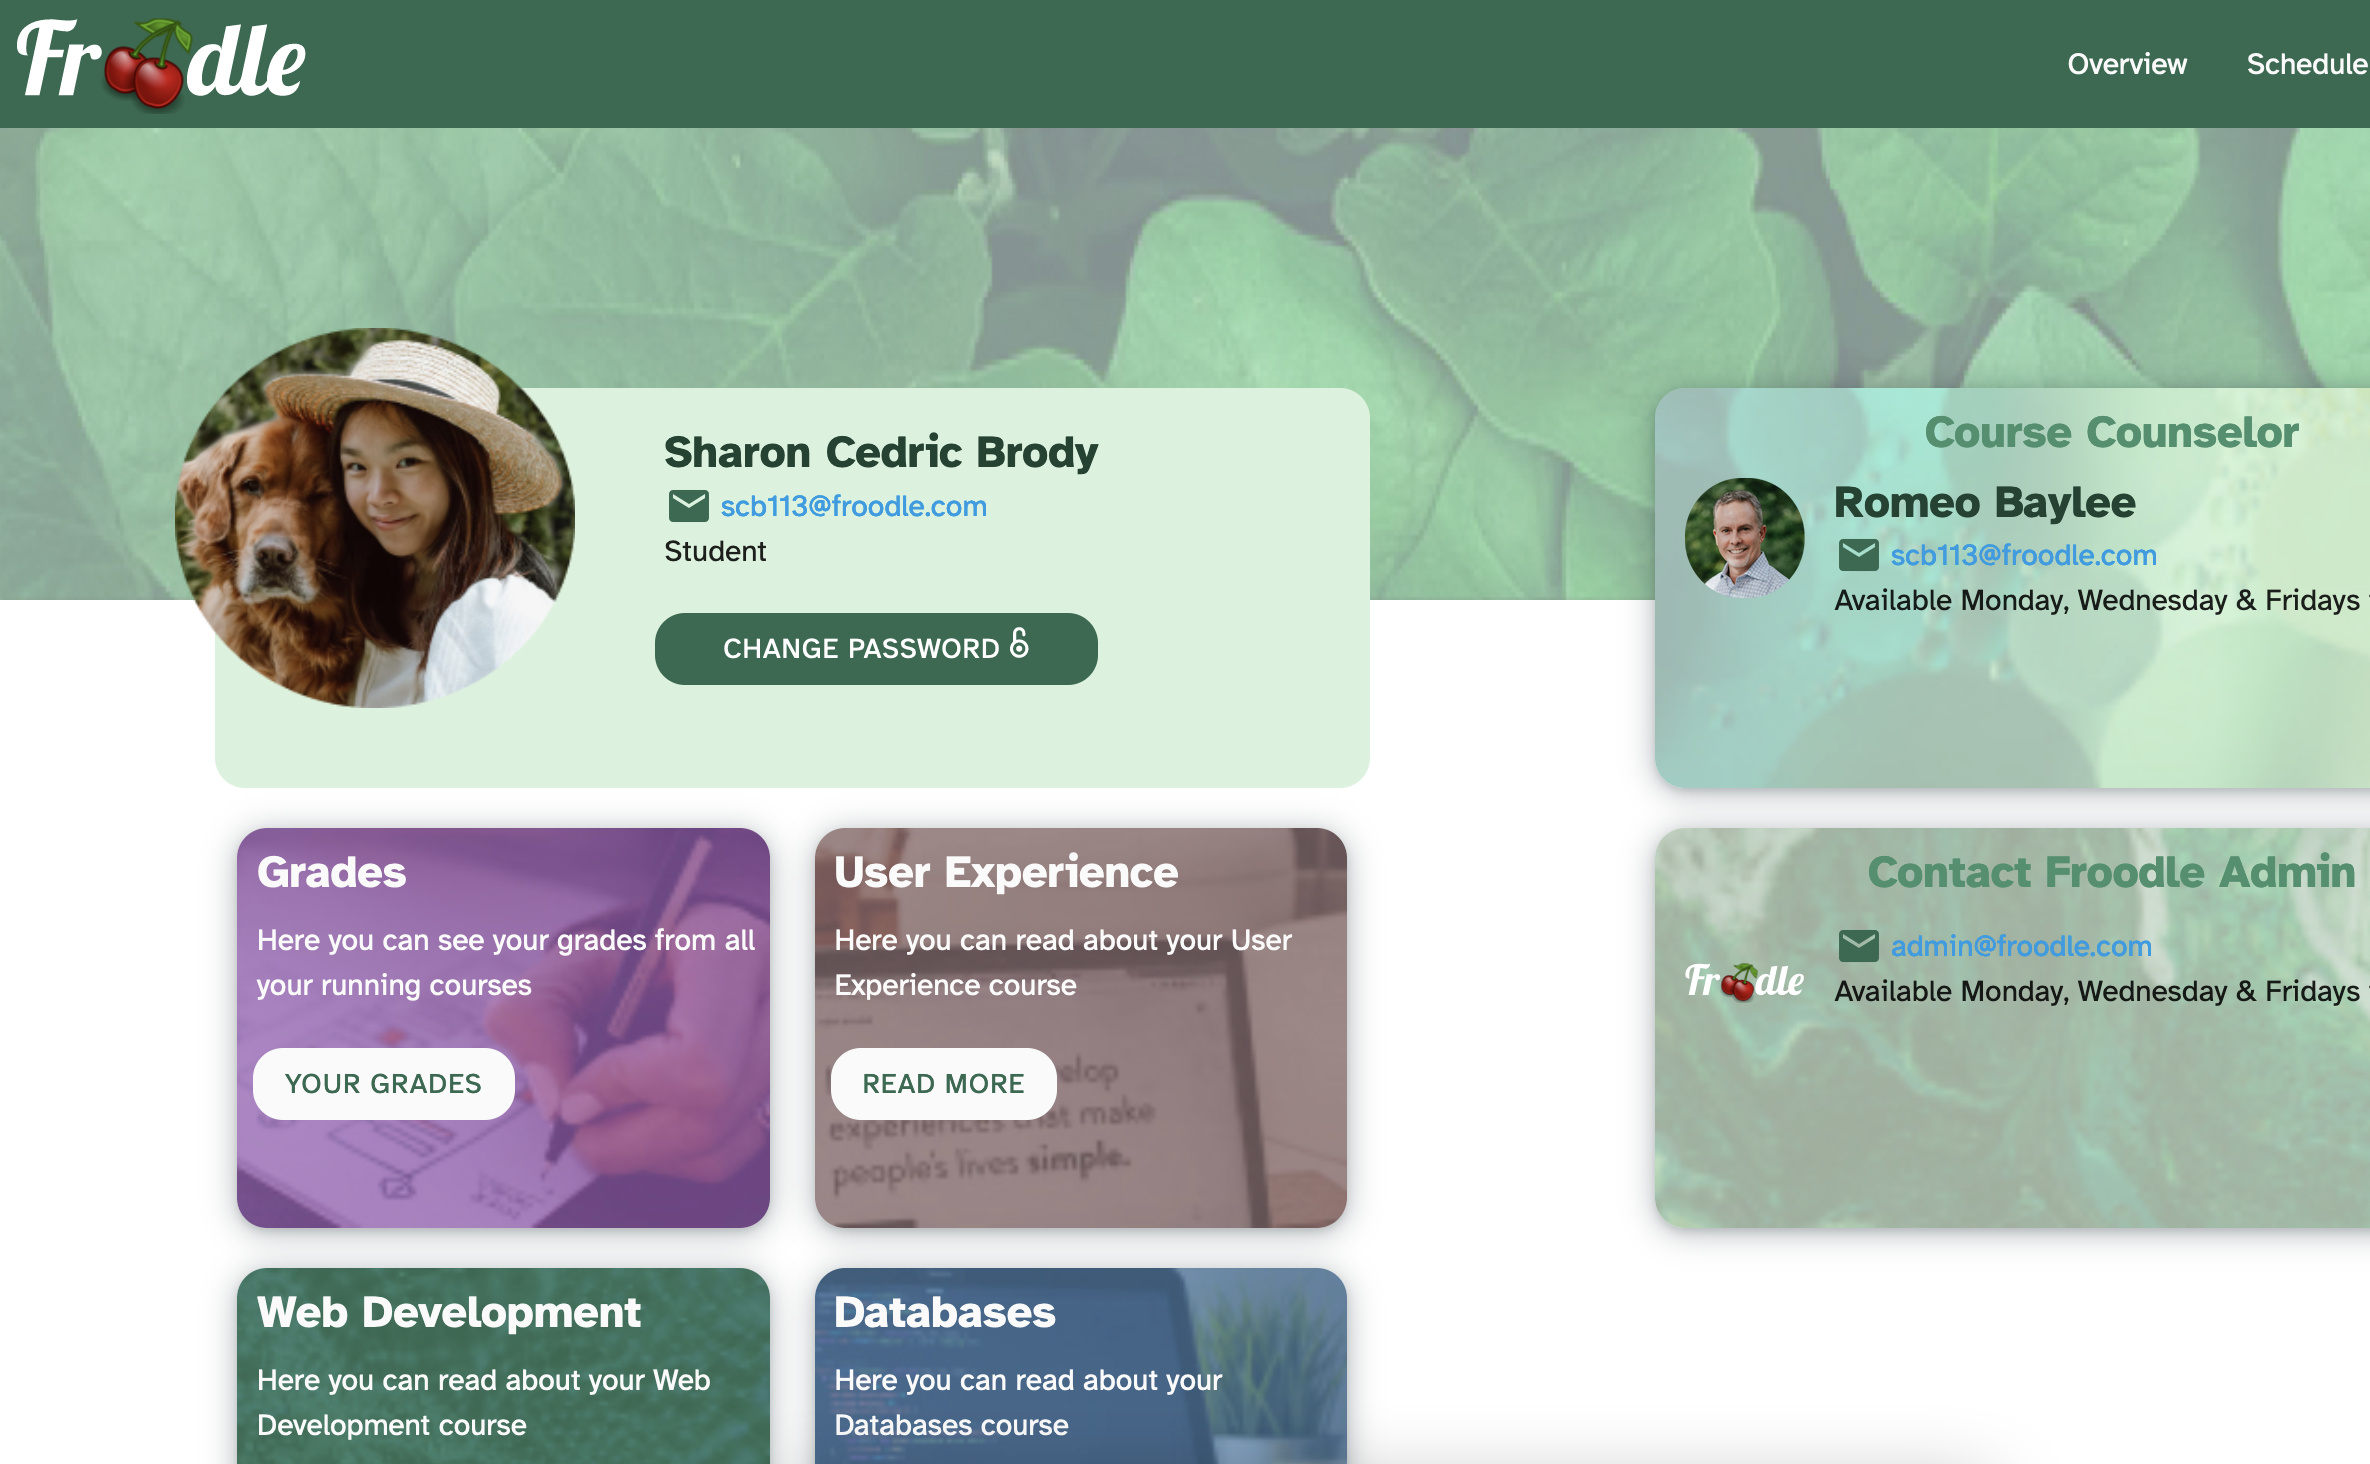 Froodle
Overview Schedule
Sharon Cedric Brody
scb113@froodle.com
Student
CHANGE PASSWORD
Course Counselor
Romeo Baylee
scb113@froodle.com
Available Monday, Wednesday & Fridays
Grades
Here you can see your grades from all
your running courses
YOUR GRADES
User Experience
Here you can read about your User
Experience course
READ MORE
elop
experiences that make
people's lives simple.
Contact Froodle Admin
admin@froodle.com
Froodle
Available Monday, Wednesday & Fridays
Web Development
Here you can read about your Web
Development course
Databases
Here you can read about your
Databases course